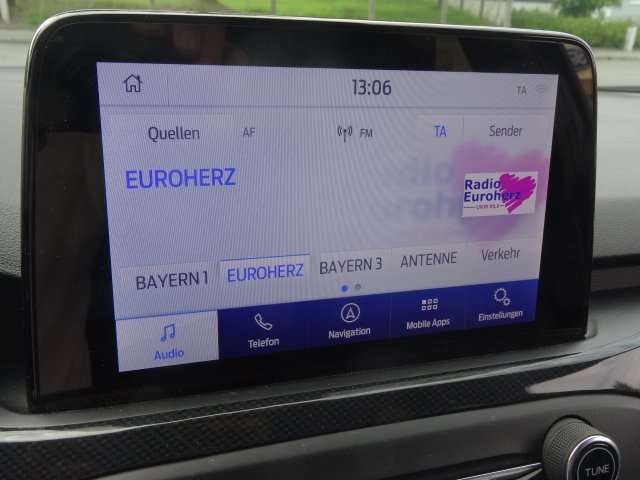 13:06
TA
Quellen
AF
FM
TA
Sender
EUROHERZ
Radio
Euroherz
BAYERN 1
EUROHERZ
BAYERN 3
ANTENNE
Verkehr
Audio
Telefon
Navigation
Mobile Apps
Einstellungen
TUNE